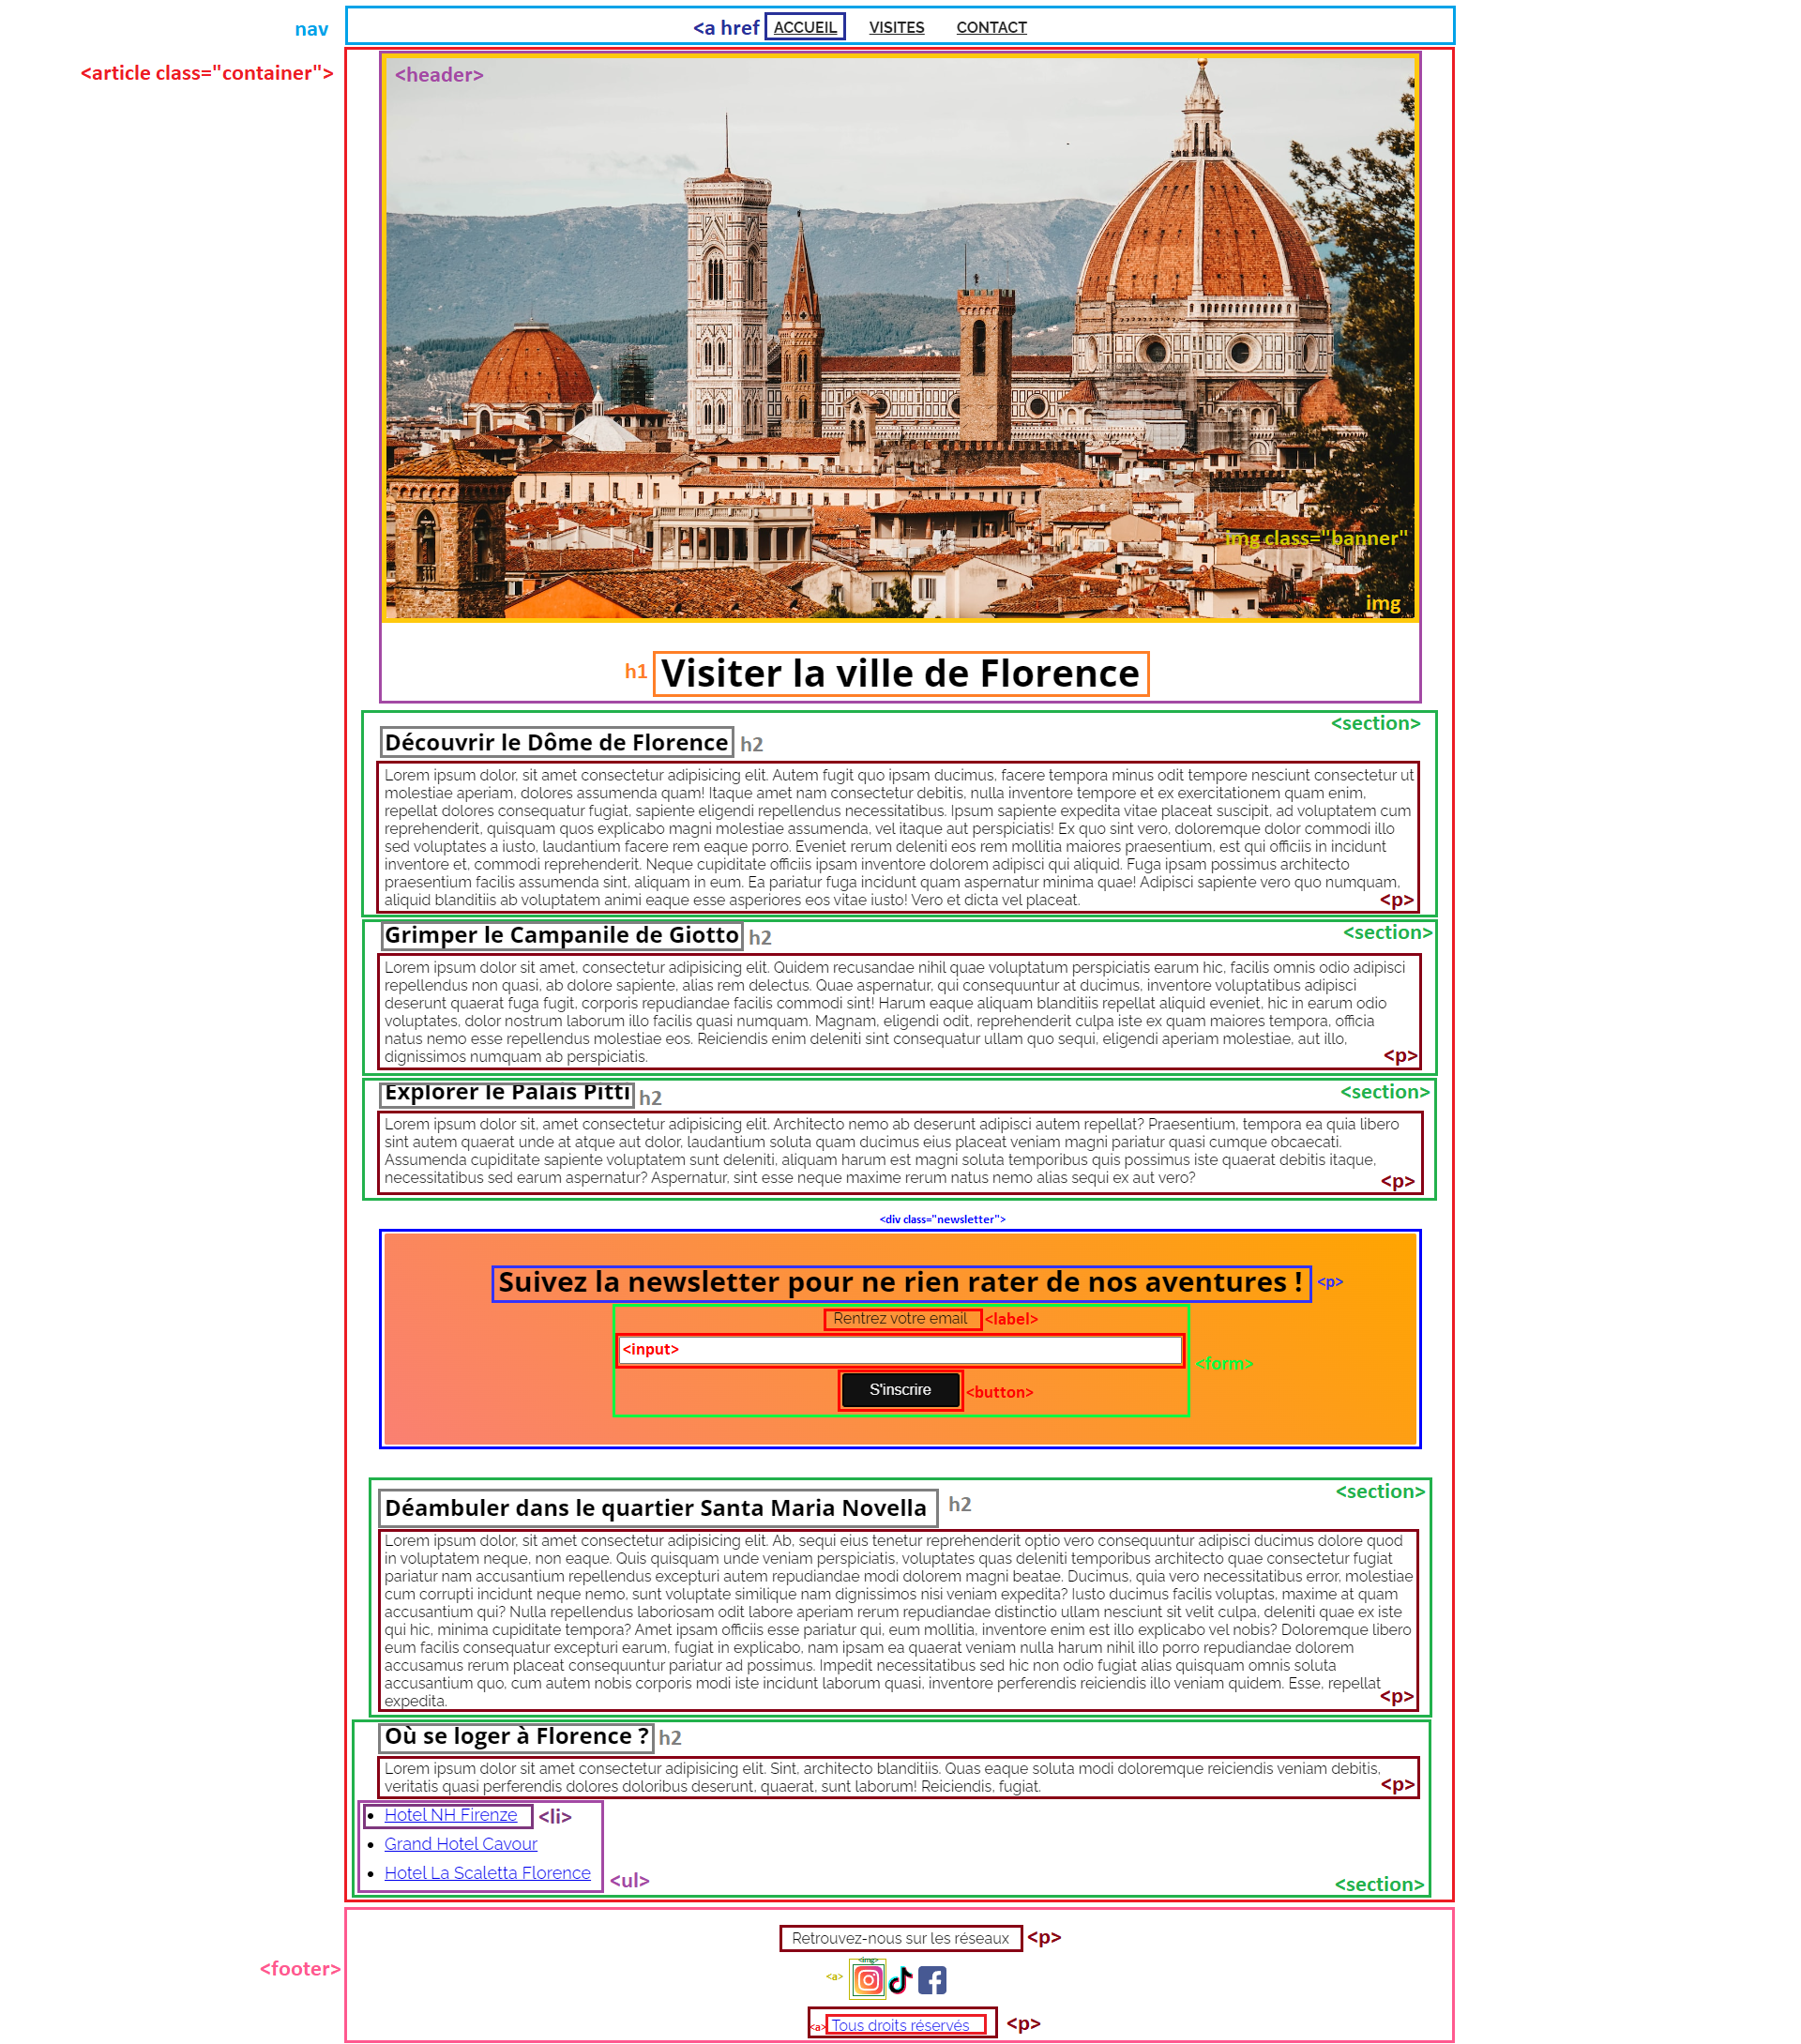 nav
<a href ACCUEIL VISITES CONTACT
<article class="container">
<header>
img class="banner"
img
h1 Visiter la ville de Florence
<section>
Découvrir le Dôme de Florence h2
Lorem ipsum dolor, sit amet consectetur adipisicing elit. Autem fugit quo ipsam ducimus, facere tempora minus odit tempore nesciunt consectetur ut
molestiae aperiam, dolores assumenda quam! Itaque amet nam consectetur debitis, nulla inventore tempore et ex exercitationem quam enim,
repellat dolores consequatur fugiat, sapiente eligendi repellendus necessitatibus. Ipsum sapiente expedita vitae placeat suscipit, ad voluptatem cum
reprehenderit, quisquam quos explicabo magni molestiae assumenda, vel itaque aut perspiciatis! Ex quo sint vero, doloremque dolor commodi illo
sed voluptates a iusto, laudantium facere rem eaque porro. Eveniet rerum deleniti eos rem mollitia maiores praesentium, est qui officiis in incidunt
inventore et, commodi reprehenderit. Neque cupiditate officiis ipsam inventore dolorem adipisci qui aliquid. Fuga ipsam possimus architecto
praesentium facilis assumenda sint, aliquam in eum. Ea pariatur fuga incidunt quam aspernatur minima quae! Adipisci sapiente vero quo numquam,
aliquid blanditiis ab voluptatem animi eaque esse asperiores eos vitae iusto! Vero et dicta vel placeat. <p>
Grimper le Campanile de Giotto h2 <section>
Lorem ipsum dolor sit amet, consectetur adipisicing elit. Quidem recusandae nihil quae voluptatum perspiciatis earum hic, facilis omnis odio adipisci
repellendus non quasi, ab dolore sapiente, alias rem delectus. Quae aspernatur, qui consequuntur at ducimus, inventore voluptatibus adipisci
deserunt quaerat fuga fugit, corporis repudiandae facilis commodi sint! Harum eaque aliquam blanditiis repellat aliquid eveniet, hic in earum odio
voluptates, dolor nostrum laborum illo facilis quasi numquam. Magnam, eligendi odit, reprehenderit culpa iste ex quam maiores tempora, officia
natus nemo esse repellendus molestiae eos. Reiciendis enim deleniti sint consequatur ullam quo sequi, eligendi aperiam molestiae, aut illo,
dignissimos numquam ab perspiciatis. <p>
Explorer le Palais Pitti h2 <section>
Lorem ipsum dolor sit, amet consectetur adipisicing elit. Architecto nemo ab deserunt adipisci autem repellat? Praesentium, tempora ea quia libero
sint autem quaerat unde at atque aut dolor, laudantium soluta quam ducimus eius placeat veniam magni pariatur quasi cumque obcaecati.
Assumenda cupiditate sapiente voluptatem sunt deleniti, aliquam harum est magni soluta temporibus quis possimus iste quaerat debitis itaque,
necessitatibus sed earum aspernatur? Aspernatur, sint esse neque maxime rerum natus nemo alias sequi ex aut vero? <p>
<div class="newsletter">
Suivez la newsletter pour ne rien rater de nos aventures ! <p>
Rentrez votre email <label>
<input>
<form>
S'inscrire <button>
<section>
Déambuler dans le quartier Santa Maria Novella h2
Lorem ipsum dolor, sit amet consectetur adipisicing elit. Ab, sequi eius tenetur reprehenderit optio vero consequuntur adipisci ducimus dolore quod
in voluptatem neque, non eaque. Quis quisquam unde veniam perspiciatis, voluptates quas deleniti temporibus architecto quae consectetur fugiat
pariatur nam accusantium repellendus excepturi autem repudiandae modi dolorem magni beatae. Ducimus, quia vero necessitatibus error, molestiae
cum corrupti incidunt neque nemo, sunt voluptate similique nam dignissimos nisi veniam expedita? Iusto ducimus facilis voluptas, maxime at quam
accusantium qui? Nulla repellendus laboriosam odit labore aperiam rerum repudiandae distinctio ullam nesciunt sit velit culpa, deleniti quae ex iste
qui hic, minima cupiditate tempora? Amet ipsam officiis esse pariatur qui, eum mollitia, inventore enim est illo explicabo vel nobis? Doloremque libero
eum facilis consequatur excepturi earum, fugiat in explicabo, nam ipsam ea quaerat veniam nulla harum nihil illo porro repudiandae dolorem
accusamus rerum placeat consequuntur pariatur ad possimus. Impedit necessitatibus sed hic non odio fugiat alias quisquam omnis soluta
accusantium quo, cum autem nobis corporis modi iste incidunt laborum quasi, inventore perferendis reiciendis illo veniam quidem. Esse, repellat
expedita. <p>
Où se loger à Florence ? h2
Lorem ipsum dolor sit amet consectetur adipisicing elit. Sint, architecto blanditiis. Quas eaque soluta modi doloremque reiciendis veniam debitis,
veritatis quasi perferendis dolores doloribus deserunt, quaerat, sunt laborum! Reiciendis, fugiat. <p>
• Hotel NH Firenze <li>
• Grand Hotel Cavour
• Hotel La Scaletta Florence <ul>
<section>
Retrouvez-nous sur les réseaux <p>
<footer>
<img>
<a>
<a> Tous droits réservés <p>